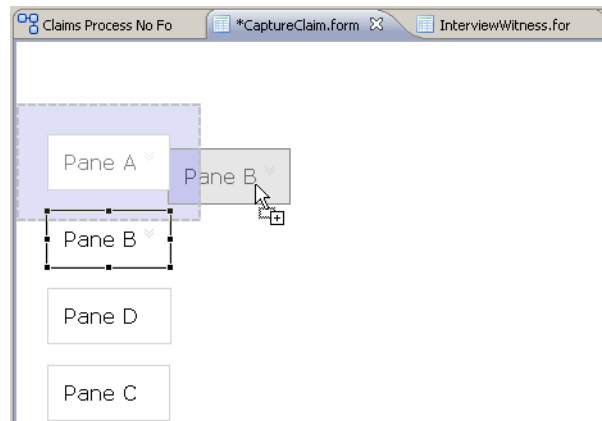 Claims Process No Fo
*CaptureClaim.form
InterviewWitness.for
Pane A
Pane B
Pane B
Pane D
Pane C